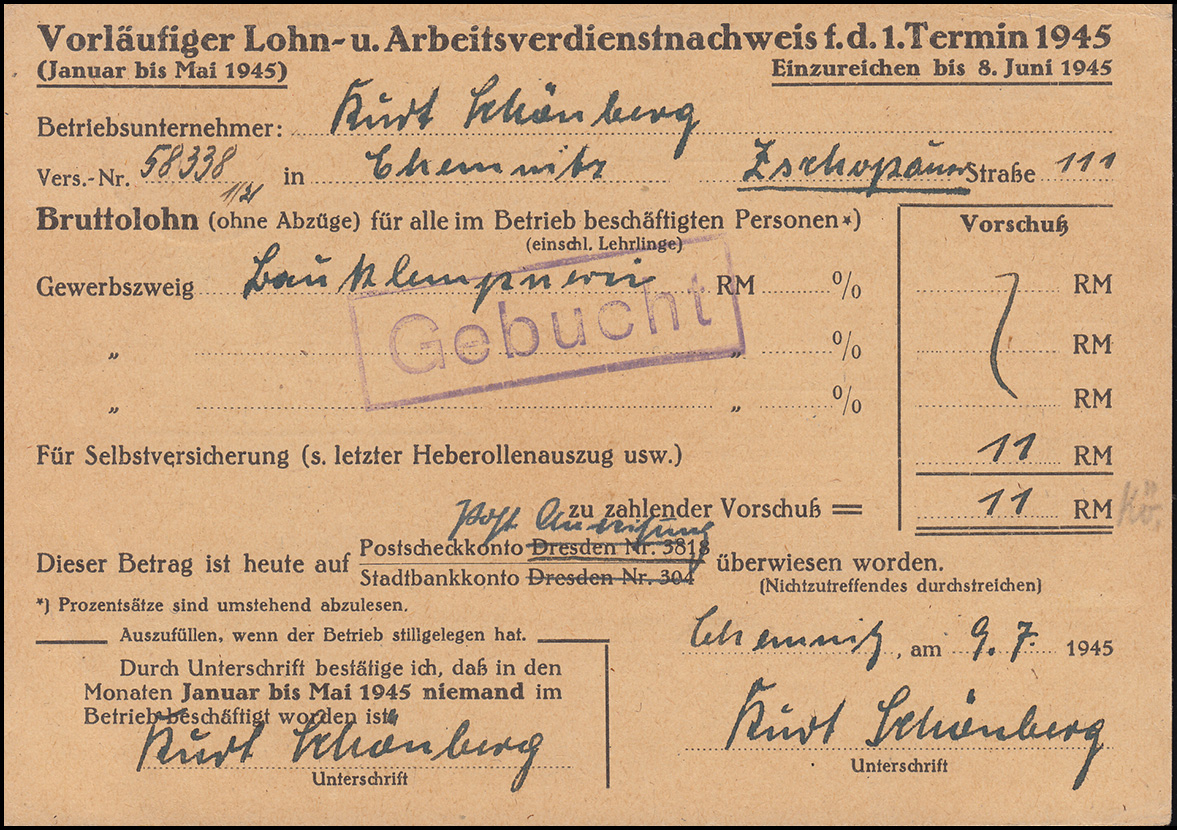 Vorläufiger Lohn- u. Arbeitsverdienstnachweis f. d. 1. Termin 1945
(Januar bis Mai 1945) Einzureichen bis 8. Juni 1945
Betriebsunternehmer: Kurt Schönberg
Vers.-Nr. 58338 in Chemnitz Zschopauer Straße 111
Bruttolohn (ohne Abzüge) für alle im Betrieb beschäftigten Personen*) Vorschuß
(einschl. Lehrlinge)
Gewerbszweig Bauklempnerei RM % RM
„ „ % RM
Gebucht
„ „ % RM
Für Selbstversicherung (s. letzter Heberollenauszug usw.) 11 RM
zu zahlender Vorschuß = 11 RM Kö.
Post Anweisung
Dieser Betrag ist heute auf Postscheckkonto Dresden Nr. 3818 überwiesen worden.
Stadtbankkonto Dresden Nr. 304 (Nichtzutreffendes durchstreichen)
*) Prozentsätze sind umstehend abzulesen.
Auszufüllen, wenn der Betrieb stillgelegen hat.
Chemnitz, am 9. 7. 1945
Durch Unterschrift bestätige ich, daß in den
Monaten Januar bis Mai 1945 niemand im
Betrieb beschäftigt worden ist.
Kurt Schönberg
Unterschrift
Kurt Schönberg
Unterschrift